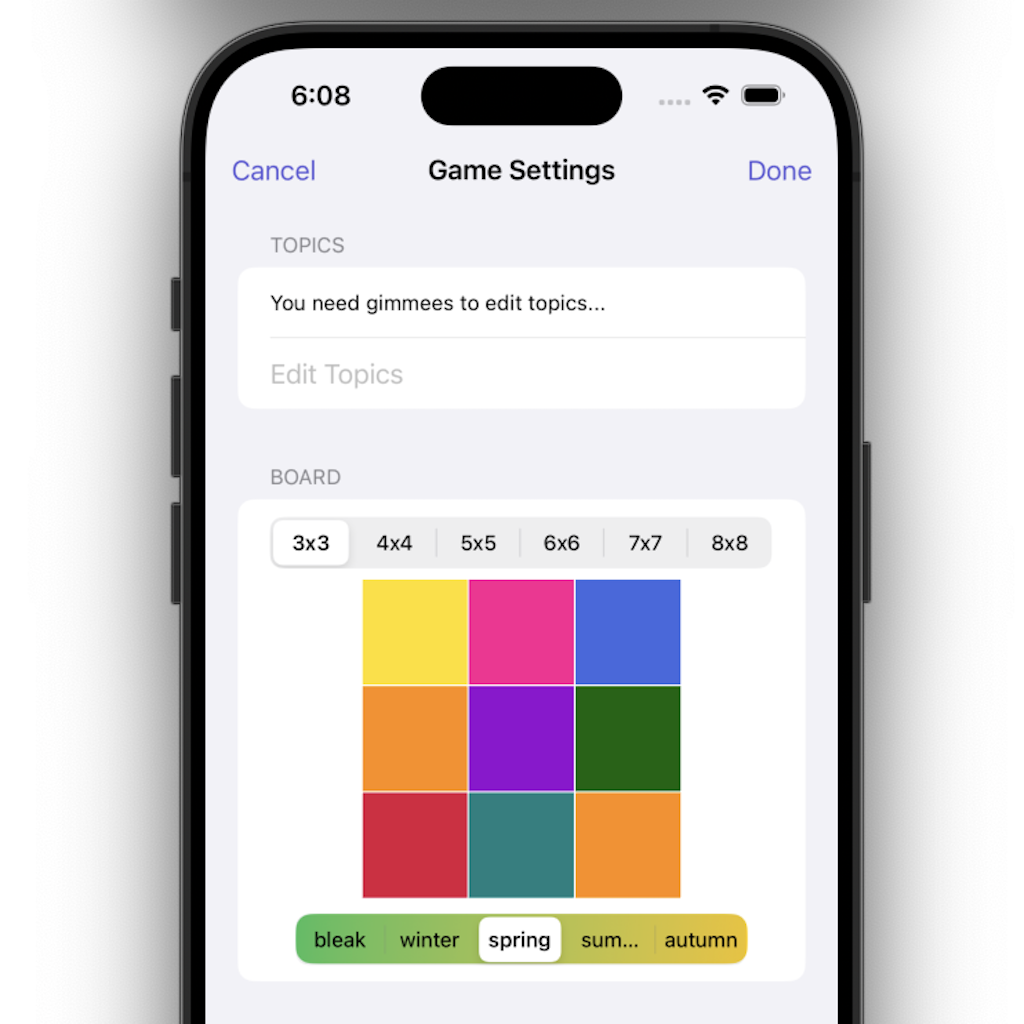 6:08
Cancel Game Settings Done
TOPICS
You need gimmees to edit topics...
Edit Topics
BOARD
3x3 4x4 5x5 6x6 7x7 8x8
bleak winter spring sum... autumn